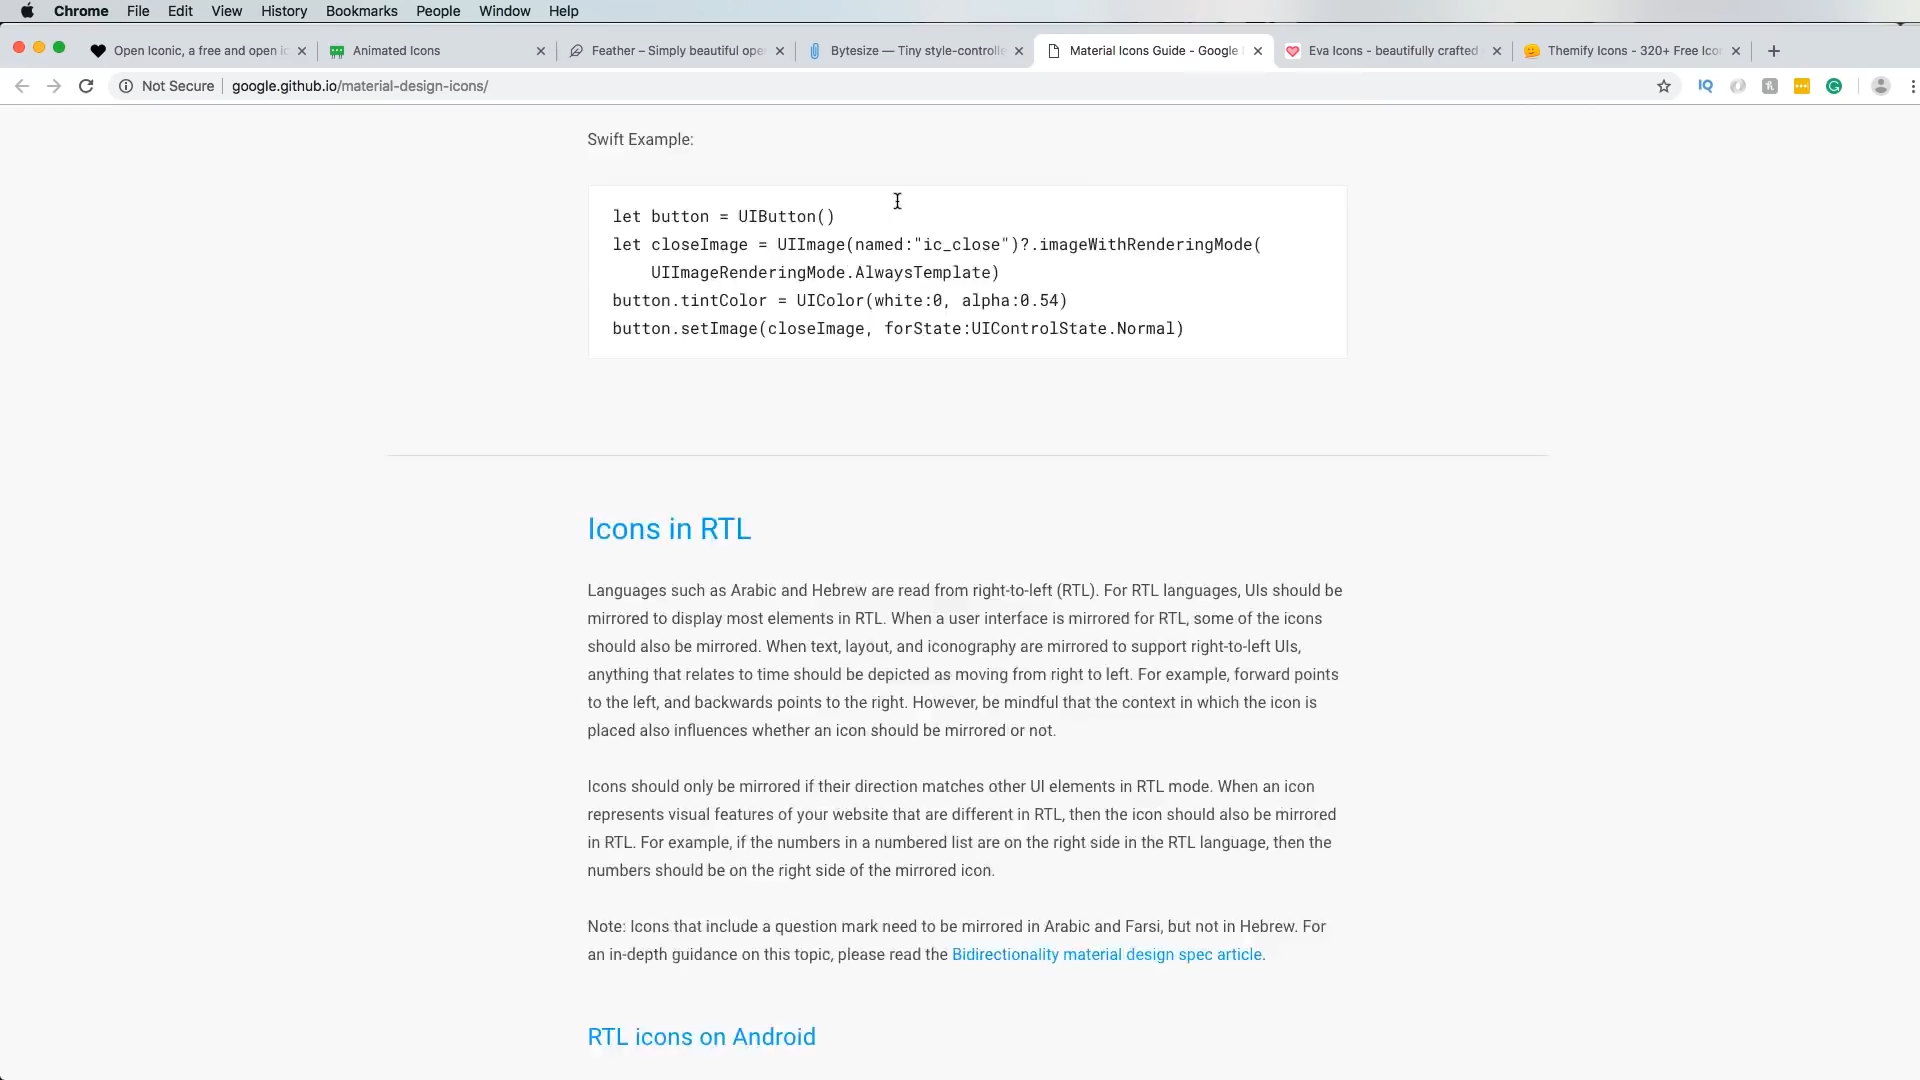 Chrome File Edit View History Bookmarks People Window Help
Open Iconic, a free and open ic
Animated Icons
Feather – Simply beautiful ope
Bytesize — Tiny style-controlle
Material Icons Guide - Google
Eva Icons - beautifully crafted
Themify Icons - 320+ Free Ico
Not Secure google.github.io/material-design-icons/
IQ
Swift Example:
let button = UIButton()
let closeImage = UIImage(named:"ic_close")?.imageWithRenderingMode(
UIImageRenderingMode.AlwaysTemplate)
button.tintColor = UIColor(white:0, alpha:0.54)
button.setImage(closeImage, forState:UIControlState.Normal)
Icons in RTL
Languages such as Arabic and Hebrew are read from right-to-left (RTL). For RTL languages, UIs should be
mirrored to display most elements in RTL. When a user interface is mirrored for RTL, some of the icons
should also be mirrored. When text, layout, and iconography are mirrored to support right-to-left UIs,
anything that relates to time should be depicted as moving from right to left. For example, forward points
to the left, and backwards points to the right. However, be mindful that the context in which the icon is
placed also influences whether an icon should be mirrored or not.
Icons should only be mirrored if their direction matches other UI elements in RTL mode. When an icon
represents visual features of your website that are different in RTL, then the icon should also be mirrored
in RTL. For example, if the numbers in a numbered list are on the right side in the RTL language, then the
numbers should be on the right side of the mirrored icon.
Note: Icons that include a question mark need to be mirrored in Arabic and Farsi, but not in Hebrew. For
an in-depth guidance on this topic, please read the Bidirectionality material design spec article.
RTL icons on Android